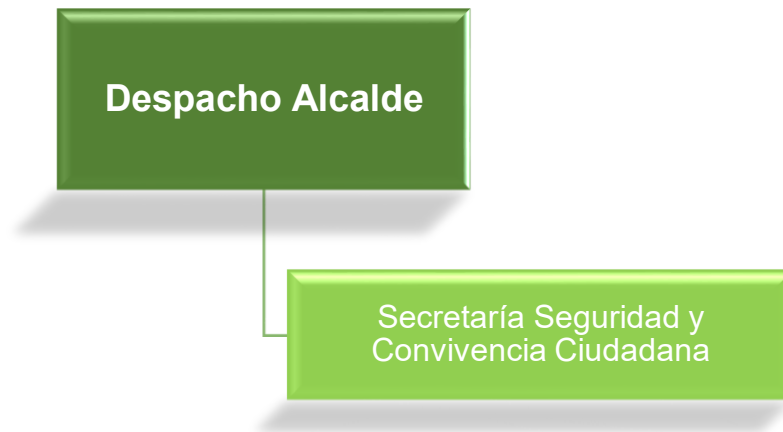 Despacho Alcalde
Secretaría Seguridad y
Convivencia Ciudadana